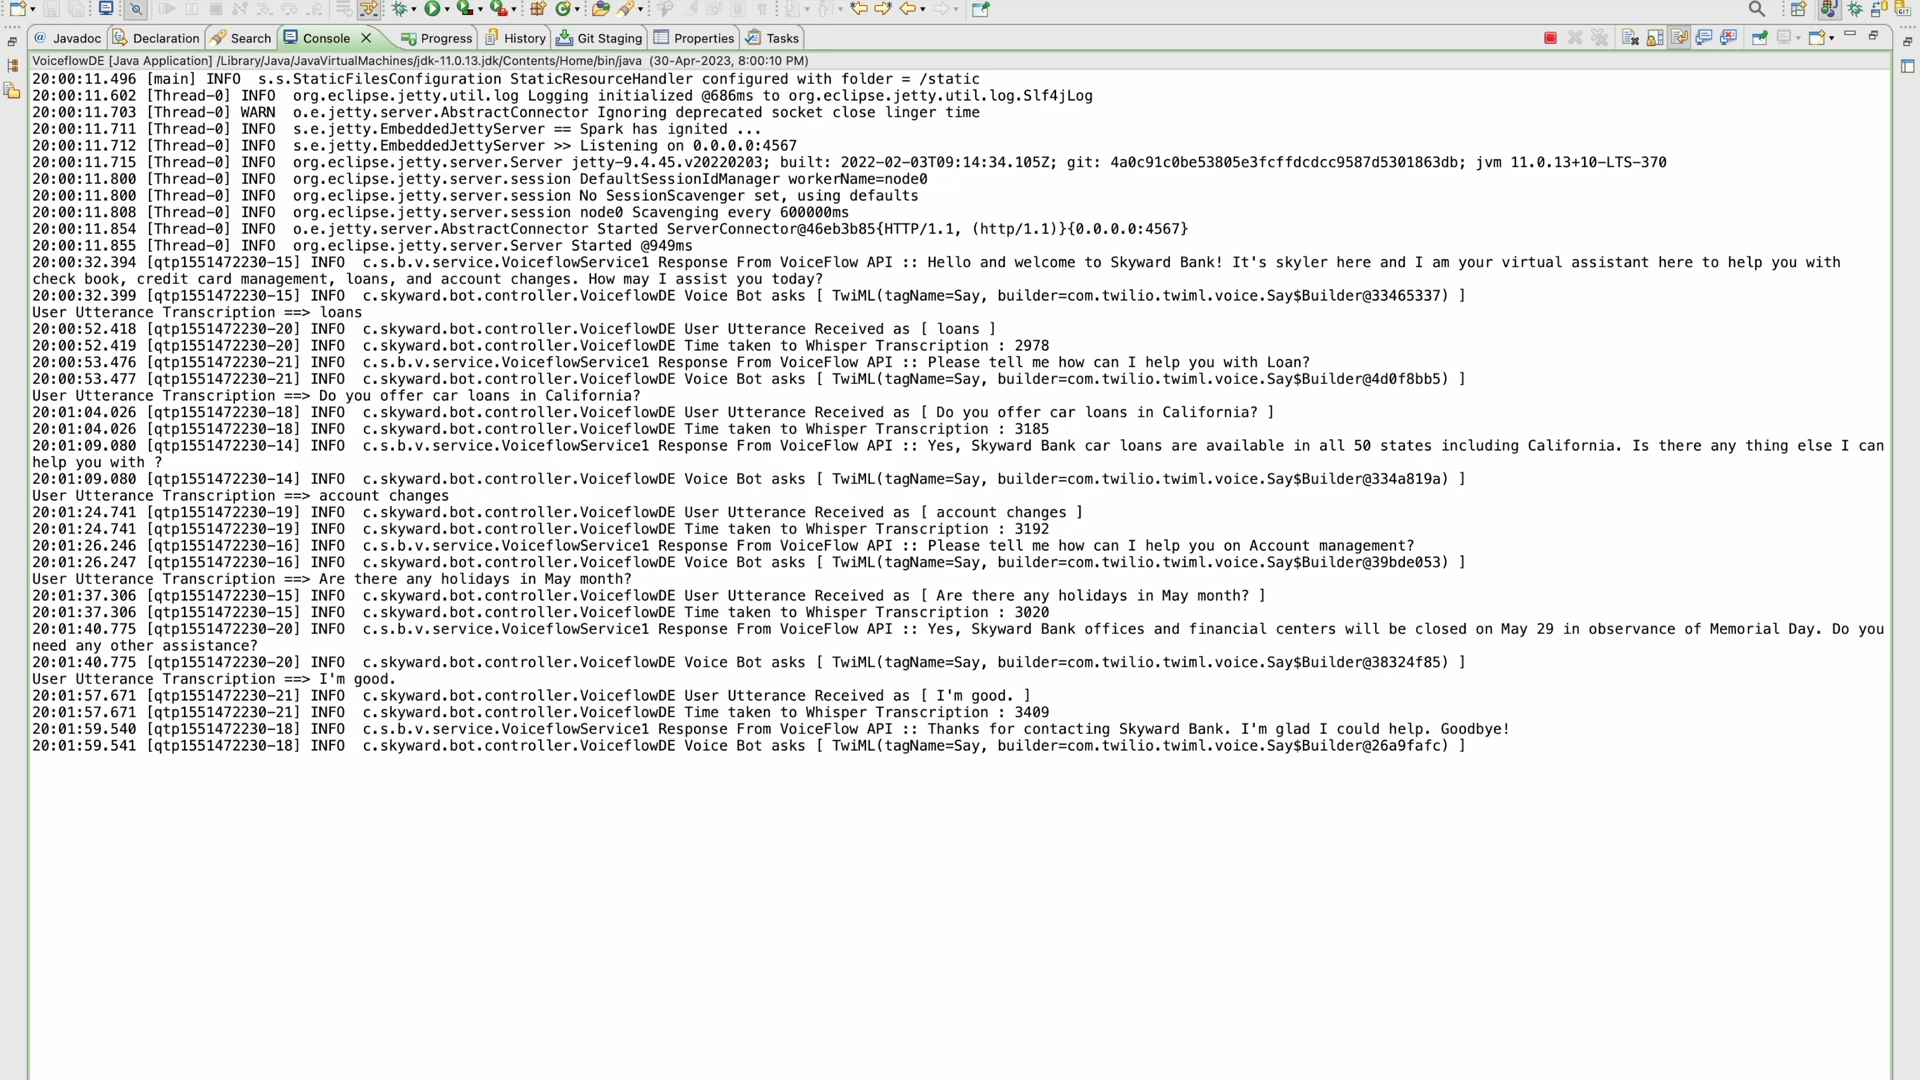 Javadoc Declaration Search Console Progress History Git Staging Properties Tasks
VoiceflowDE [Java Application] /Library/Java/JavaVirtualMachines/jdk-11.0.13.jdk/Contents/Home/bin/java (30-Apr-2023, 8:00:10 PM)
20:00:11.496 [main] INFO s.s.StaticFilesConfiguration StaticResourceHandler configured with folder = /static
20:00:11.602 [Thread-0] INFO org.eclipse.jetty.util.log Logging initialized @686ms to org.eclipse.jetty.util.log.Slf4jLog
20:00:11.703 [Thread-0] WARN o.e.jetty.server.AbstractConnector Ignoring deprecated socket close linger time
20:00:11.711 [Thread-0] INFO s.e.jetty.EmbeddedJettyServer == Spark has ignited ...
20:00:11.712 [Thread-0] INFO s.e.jetty.EmbeddedJettyServer >> Listening on 0.0.0.0:4567
20:00:11.715 [Thread-0] INFO org.eclipse.jetty.server.Server jetty-9.4.45.v20220203; built: 2022-02-03T09:14:34.105Z; git: 4a0c91c0be53805e3fcffdcdcc9587d5301863db; jvm 11.0.13+10-LTS-370
20:00:11.800 [Thread-0] INFO org.eclipse.jetty.server.session DefaultSessionIdManager workerName=node0
20:00:11.800 [Thread-0] INFO org.eclipse.jetty.server.session No SessionScavenger set, using defaults
20:00:11.808 [Thread-0] INFO org.eclipse.jetty.server.session node0 Scavenging every 600000ms
20:00:11.854 [Thread-0] INFO o.e.jetty.server.AbstractConnector Started ServerConnector@46eb3b85{HTTP/1.1, (http/1.1)}{0.0.0.0:4567}
20:00:11.855 [Thread-0] INFO org.eclipse.jetty.server.Server Started @949ms
20:00:32.394 [qtp1551472230-15] INFO c.s.b.v.service.VoiceflowService1 Response From VoiceFlow API :: Hello and welcome to Skyward Bank! It's skyler here and I am your virtual assistant here to help you with
check book, credit card management, loans, and account changes. How may I assist you today?
20:00:32.399 [qtp1551472230-15] INFO c.skyward.bot.controller.VoiceflowDE Voice Bot asks [ TwiML(tagName=Say, builder=com.twilio.twiml.voice.Say$Builder@33465337) ]
User Utterance Transcription ==> loans
20:00:52.418 [qtp1551472230-20] INFO c.skyward.bot.controller.VoiceflowDE User Utterance Received as [ loans ]
20:00:52.419 [qtp1551472230-20] INFO c.skyward.bot.controller.VoiceflowDE Time taken to Whisper Transcription : 2978
20:00:53.476 [qtp1551472230-21] INFO c.s.b.v.service.VoiceflowService1 Response From VoiceFlow API :: Please tell me how can I help you with Loan?
20:00:53.477 [qtp1551472230-21] INFO c.skyward.bot.controller.VoiceflowDE Voice Bot asks [ TwiML(tagName=Say, builder=com.twilio.twiml.voice.Say$Builder@4d0f8bb5) ]
User Utterance Transcription ==> Do you offer car loans in California?
20:01:04.026 [qtp1551472230-18] INFO c.skyward.bot.controller.VoiceflowDE User Utterance Received as [ Do you offer car loans in California? ]
20:01:04.026 [qtp1551472230-18] INFO c.skyward.bot.controller.VoiceflowDE Time taken to Whisper Transcription : 3185
20:01:09.080 [qtp1551472230-14] INFO c.s.b.v.service.VoiceflowService1 Response From VoiceFlow API :: Yes, Skyward Bank car loans are available in all 50 states including California. Is there any thing else I can
help you with ?
20:01:09.080 [qtp1551472230-14] INFO c.skyward.bot.controller.VoiceflowDE Voice Bot asks [ TwiML(tagName=Say, builder=com.twilio.twiml.voice.Say$Builder@334a819a) ]
User Utterance Transcription ==> account changes
20:01:24.741 [qtp1551472230-19] INFO c.skyward.bot.controller.VoiceflowDE User Utterance Received as [ account changes ]
20:01:24.741 [qtp1551472230-19] INFO c.skyward.bot.controller.VoiceflowDE Time taken to Whisper Transcription : 3192
20:01:26.246 [qtp1551472230-16] INFO c.s.b.v.service.VoiceflowService1 Response From VoiceFlow API :: Please tell me how can I help you on Account management?
20:01:26.247 [qtp1551472230-16] INFO c.skyward.bot.controller.VoiceflowDE Voice Bot asks [ TwiML(tagName=Say, builder=com.twilio.twiml.voice.Say$Builder@39bde053) ]
User Utterance Transcription ==> Are there any holidays in May month?
20:01:37.306 [qtp1551472230-15] INFO c.skyward.bot.controller.VoiceflowDE User Utterance Received as [ Are there any holidays in May month? ]
20:01:37.306 [qtp1551472230-15] INFO c.skyward.bot.controller.VoiceflowDE Time taken to Whisper Transcription : 3020
20:01:40.775 [qtp1551472230-20] INFO c.s.b.v.service.VoiceflowService1 Response From VoiceFlow API :: Yes, Skyward Bank offices and financial centers will be closed on May 29 in observance of Memorial Day. Do you
need any other assistance?
20:01:40.775 [qtp1551472230-20] INFO c.skyward.bot.controller.VoiceflowDE Voice Bot asks [ TwiML(tagName=Say, builder=com.twilio.twiml.voice.Say$Builder@38324f85) ]
User Utterance Transcription ==> I'm good.
20:01:57.671 [qtp1551472230-21] INFO c.skyward.bot.controller.VoiceflowDE User Utterance Received as [ I'm good. ]
20:01:57.671 [qtp1551472230-21] INFO c.skyward.bot.controller.VoiceflowDE Time taken to Whisper Transcription : 3409
20:01:59.540 [qtp1551472230-18] INFO c.s.b.v.service.VoiceflowService1 Response From VoiceFlow API :: Thanks for contacting Skyward Bank. I'm glad I could help. Goodbye!
20:01:59.541 [qtp1551472230-18] INFO c.skyward.bot.controller.VoiceflowDE Voice Bot asks [ TwiML(tagName=Say, builder=com.twilio.twiml.voice.Say$Builder@26a9fafc) ]